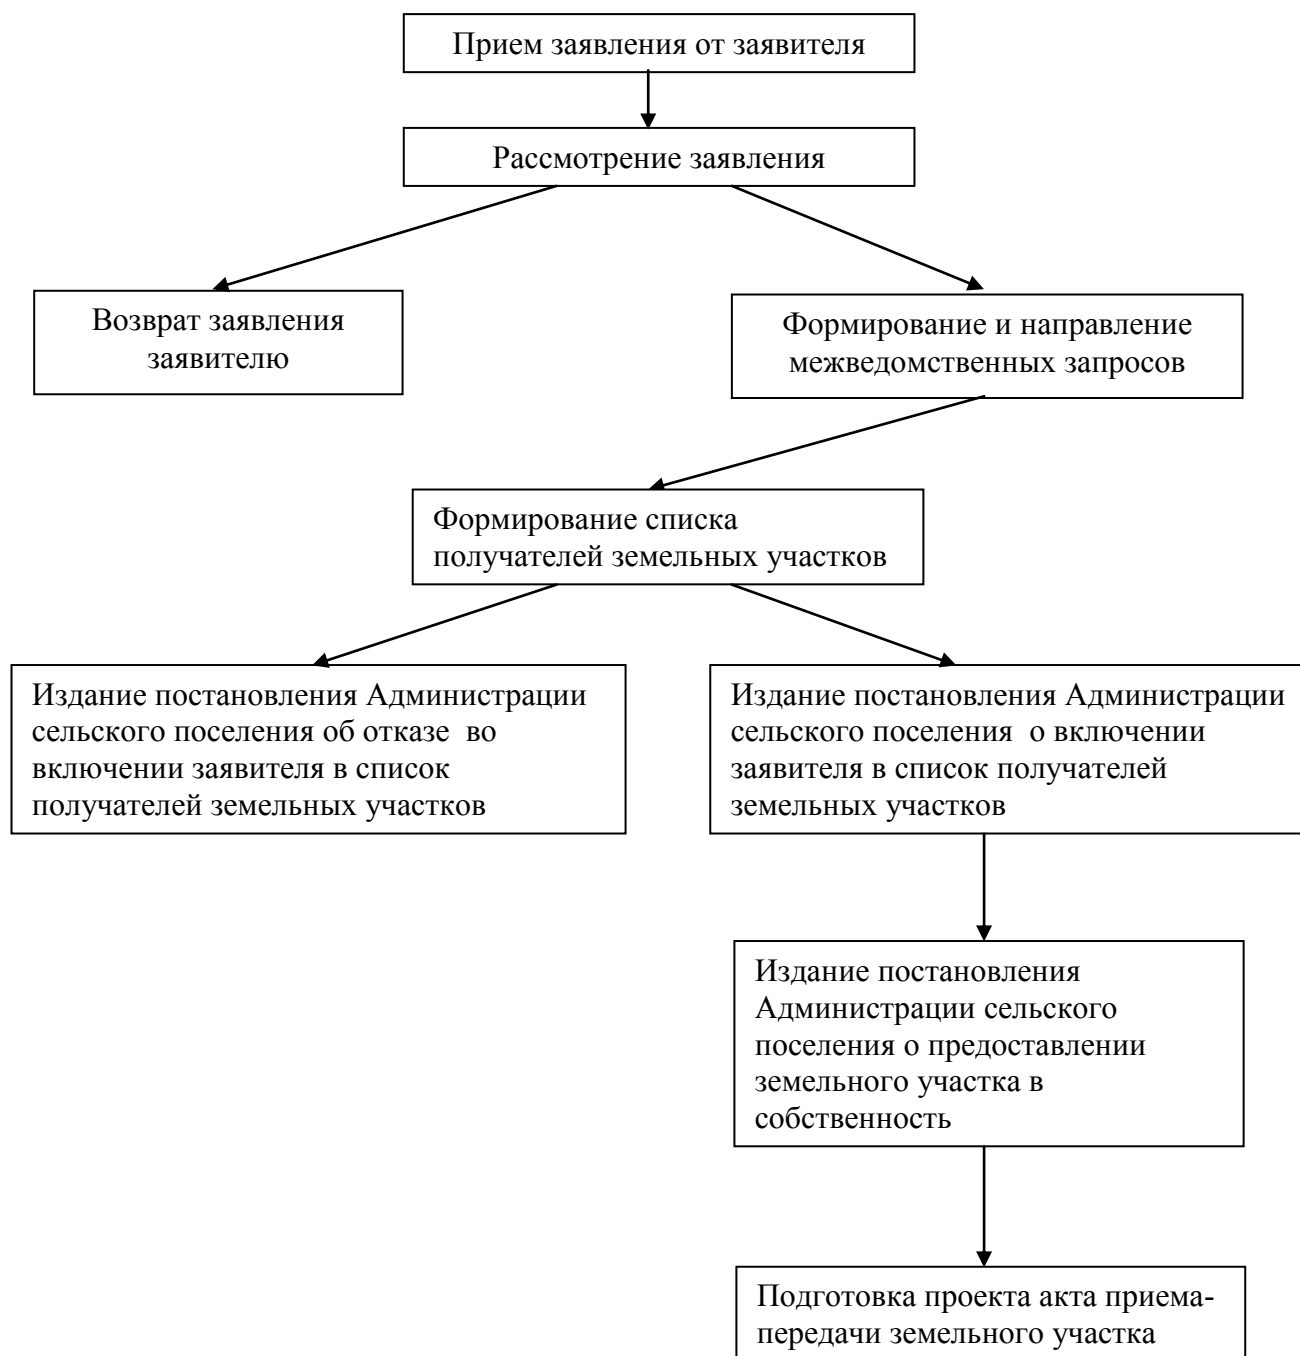 Прием заявления от заявителя
Рассмотрение заявления
Возврат заявления
заявителю
Формирование и направление
межведомственных запросов
Формирование списка
получателей земельных участков
Издание постановления Администрации
сельского поселения об отказе  во
включении заявителя в список
получателей земельных участков
Издание постановления Администрации
сельского поселения  о включении
заявителя в список получателей
земельных участков
Издание постановления
Администрации сельского
поселения о предоставлении
земельного участка в
собственность
Подготовка проекта акта приема-
передачи земельного участка